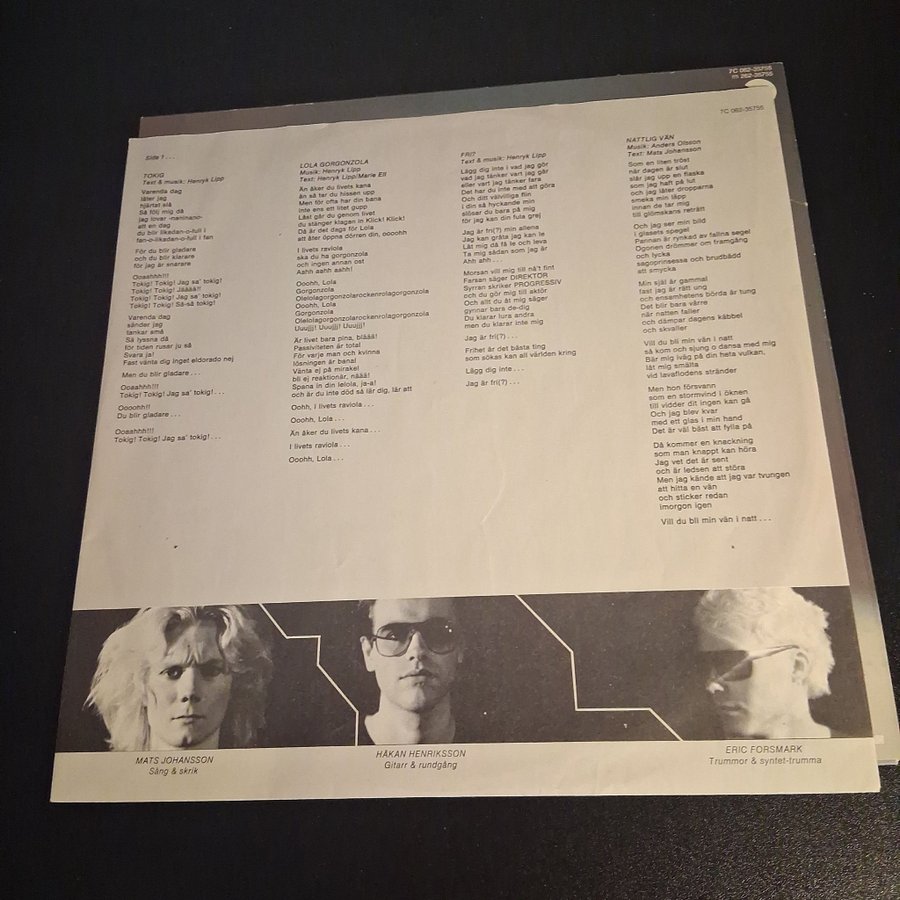 7C 062-35755
m 262-35755
7C 062-35755
Side 1 . . .
TOKIG
Text & musik: Henryk Lipp
Varenda dag
låter jag
hjärtat slå
Så följ mig då
jag lovar -naninano-
att en dag
du blir likadan-o-full i
fan-o-likadan-o-full i fan
För du blir gladare
och du blir klarare
för jag är snarare
Ooaahhh!!!
Tokig! Tokig! Jag sa' tokig!
Tokig! Tokig! Jääää!!
Tokig! Tokig! Jag sa' tokig!
Tokig! Tokig! Så-så tokig!
Varenda dag
sänder jag
tankar små
Så lyssna då
för tiden rusar ju så
Svara ja!
Fast vänta dig inget eldorado nej
Men du blir gladare . . .
Ooaahhh!!!
Tokig! Tokig! Jag sa' tokig! . . .
Oooohh!!
Du blir gladare . . .
Ooaahhh!!!
Tokig! Tokig! Jag sa' tokig! . . .
LOLA GORGONZOLA
Musik: Henryk Lipp
Text: Henryk Lipp/Marie Ell
Än åker du livets kana
än så tar du hissen upp
Men för ofta har din bana
inte ens ett litet gupp
Låst går du genom livet
du stänger klagan in Klick! Klick!
Då är det dags för Lola
att åter öppna dörren din, oooohh
I livets raviola
ska du ha gorgonzola
och ingen annan ost
Aahh aahh aahh!
Ooohh, Lola
Gorgonzola
Olelolagorgonzolarockenrolagorgonzola
Ooohh, Lola
Gorgonzola
Olelolagorgonzolarockenrolagorgonzola
Uuujjj! Uuujjj! Uuujjj!
Är livet bara pina, bläää!
Passiviteten är total
För varje man och kvinna
lösningen är banal
Vänta ej på mirakel
bli ej reaktionär, näää!
Spana in din lelola, ja-a!
och är du inte död så lär dig, lär att
Oohh, i livets raviola . . .
Ooohh, Lola . . .
Än åker du livets kana . . .
I livets raviola . . .
Ooohh, Lola . . .
FRI?
Text & musik: Henryk Lipp
Lägg dig inte i vad jag gör
vad jag tänker vart jag går
eller vart jag tänker fara
Det har du inte med att göra
Och ditt välvilliga flin
i din så hyckande min
slösar du bara på mig
för jag kan din fula grej
Jag är fri(?) min allena
Jag kan gråta jag kan le
Låt mig då få le och leva
Ta mig sådan som jag är
Ahh ahh . . .
Morsan vill mig till nå't fint
Farsan säger DIREKTÖR
Syrran skriker PROGRESSIV
och du gör mig till aktör
Och allt du åt mig säger
gynnar bara de-dig
Du klarar lura andra
men du klarar inte mig
Jag är fri(?) . . .
Frihet är det bästa ting
som sökas kan all världen kring
Lägg dig inte . . .
Jag är fri(?) . . .
NATTLIG VÄN
Musik: Anders Olsson
Text: Mats Johansson
Som en liten tröst
när dagen är slut
slår jag upp en flaska
som jag haft på lut
och jag låter dropparna
smeka min läpp
innan de tar mig
till glömskans reträtt
Och jag ser min bild
i glasets spegel
Pannan är rynkad av fallna segel
Ögonen drömmer om framgång
och lycka
sagoprinsessa och brudbädd
att smycka
Min själ är gammal
fast jag är rätt ung
och ensamhetens börda är tung
Det blir bara värre
när natten faller
och dämpar dagens käbbel
och skvaller
Vill du bli min vän i natt
så kom och sjung o dansa med mig
Bär mig iväg på din heta vulkan,
låt mig smälta
vid lavaflodens stränder
Men hon försvann
som en stormvind i öknen
till vidder dit ingen kan gå
Och jag blev kvar
med ett glas i min hand
Det är väl bäst att fylla på
Då kommer en knackning
som man knappt kan höra
Jag vet det är sent
och är ledsen att störa
Men jag kände att jag var tvungen
att hitta en vän
och sticker redan
imorgon igen
Vill du bli min vän i natt . . .
MATS JOHANSSON
Sång & skrik
HÅKAN HENRIKSSON
Gitarr & rundgång
ERIC FORSMARK
Trummor & syntet-trumma